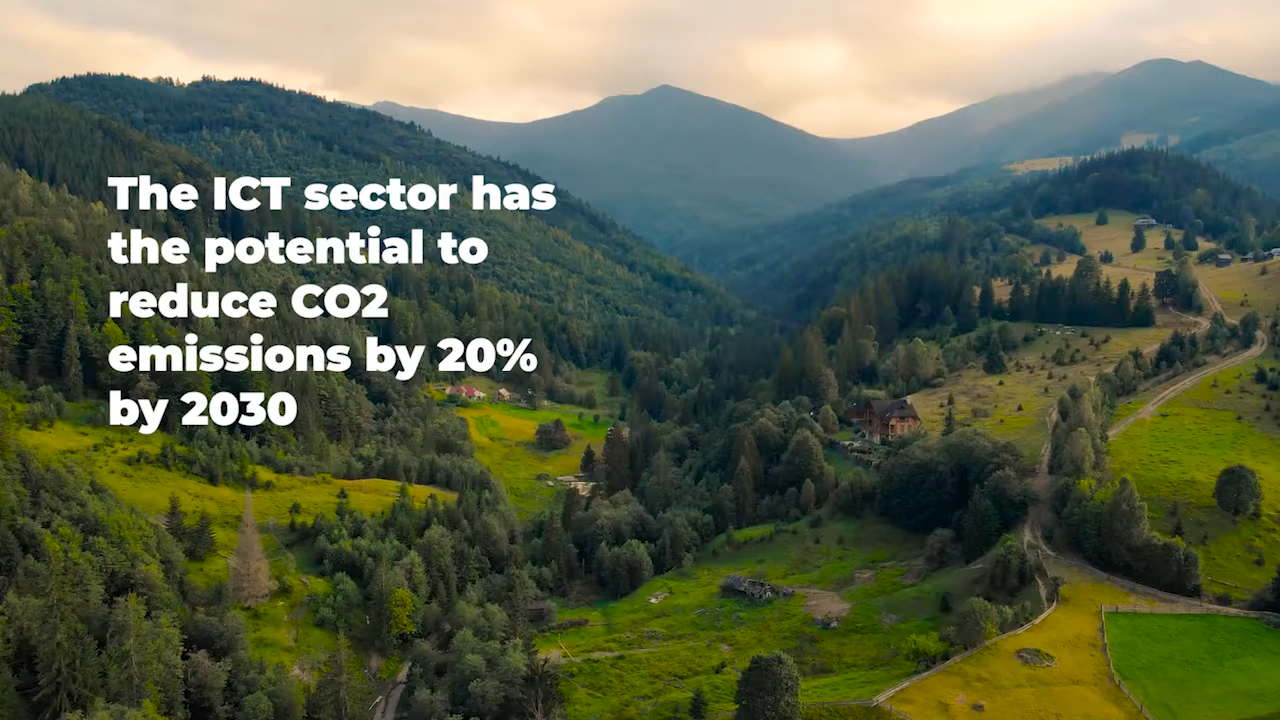 The ICT sector has
the potential to
reduce CO2
emissions by 20%
by 2030